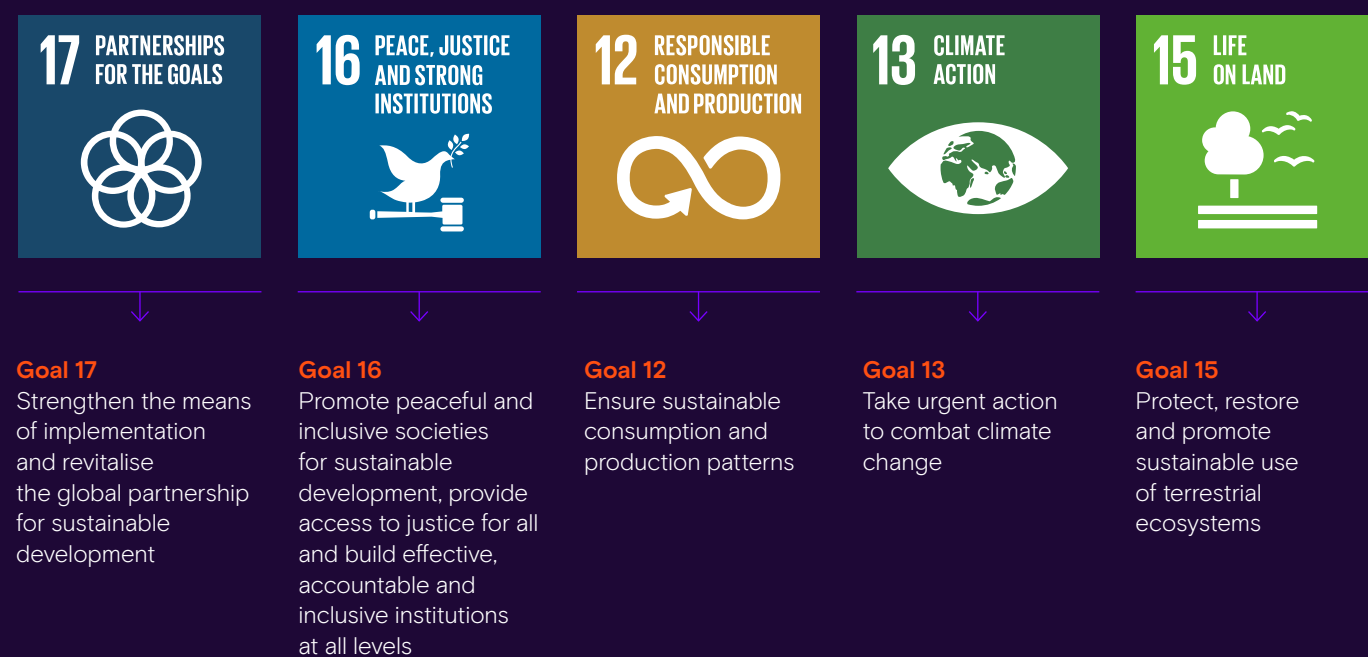 17 PARTNERSHIPS
FOR THE GOALS
16 PEACE, JUSTICE
AND STRONG
INSTITUTIONS
12 RESPONSIBLE
CONSUMPTION
AND PRODUCTION
13 CLIMATE
ACTION
15 LIFE
ON LAND
Goal 17
Strengthen the means
of implementation
and revitalise
the global partnership
for sustainable
development
Goal 16
Promote peaceful and
inclusive societies
for sustainable
development, provide
access to justice for all
and build effective,
accountable and
inclusive institutions
at all levels
Goal 12
Ensure sustainable
consumption and
production patterns
Goal 13
Take urgent action
to combat climate
change
Goal 15
Protect, restore
and promote
sustainable use
of terrestrial
ecosystems